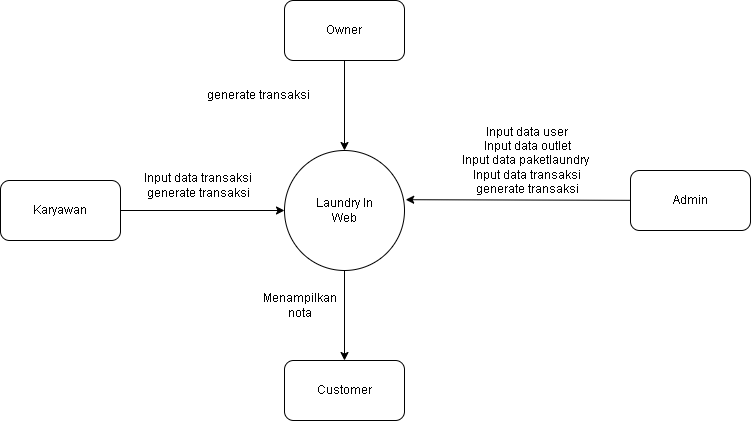 Owner
generate transaksi
Input data user
Input data outlet
Input data paketlaundry
Input data transaksi
generate transaksi
Input data transaksi
generate transaksi
Karyawan
Laundry In
Web
Admin
Menampilkan
nota
Customer